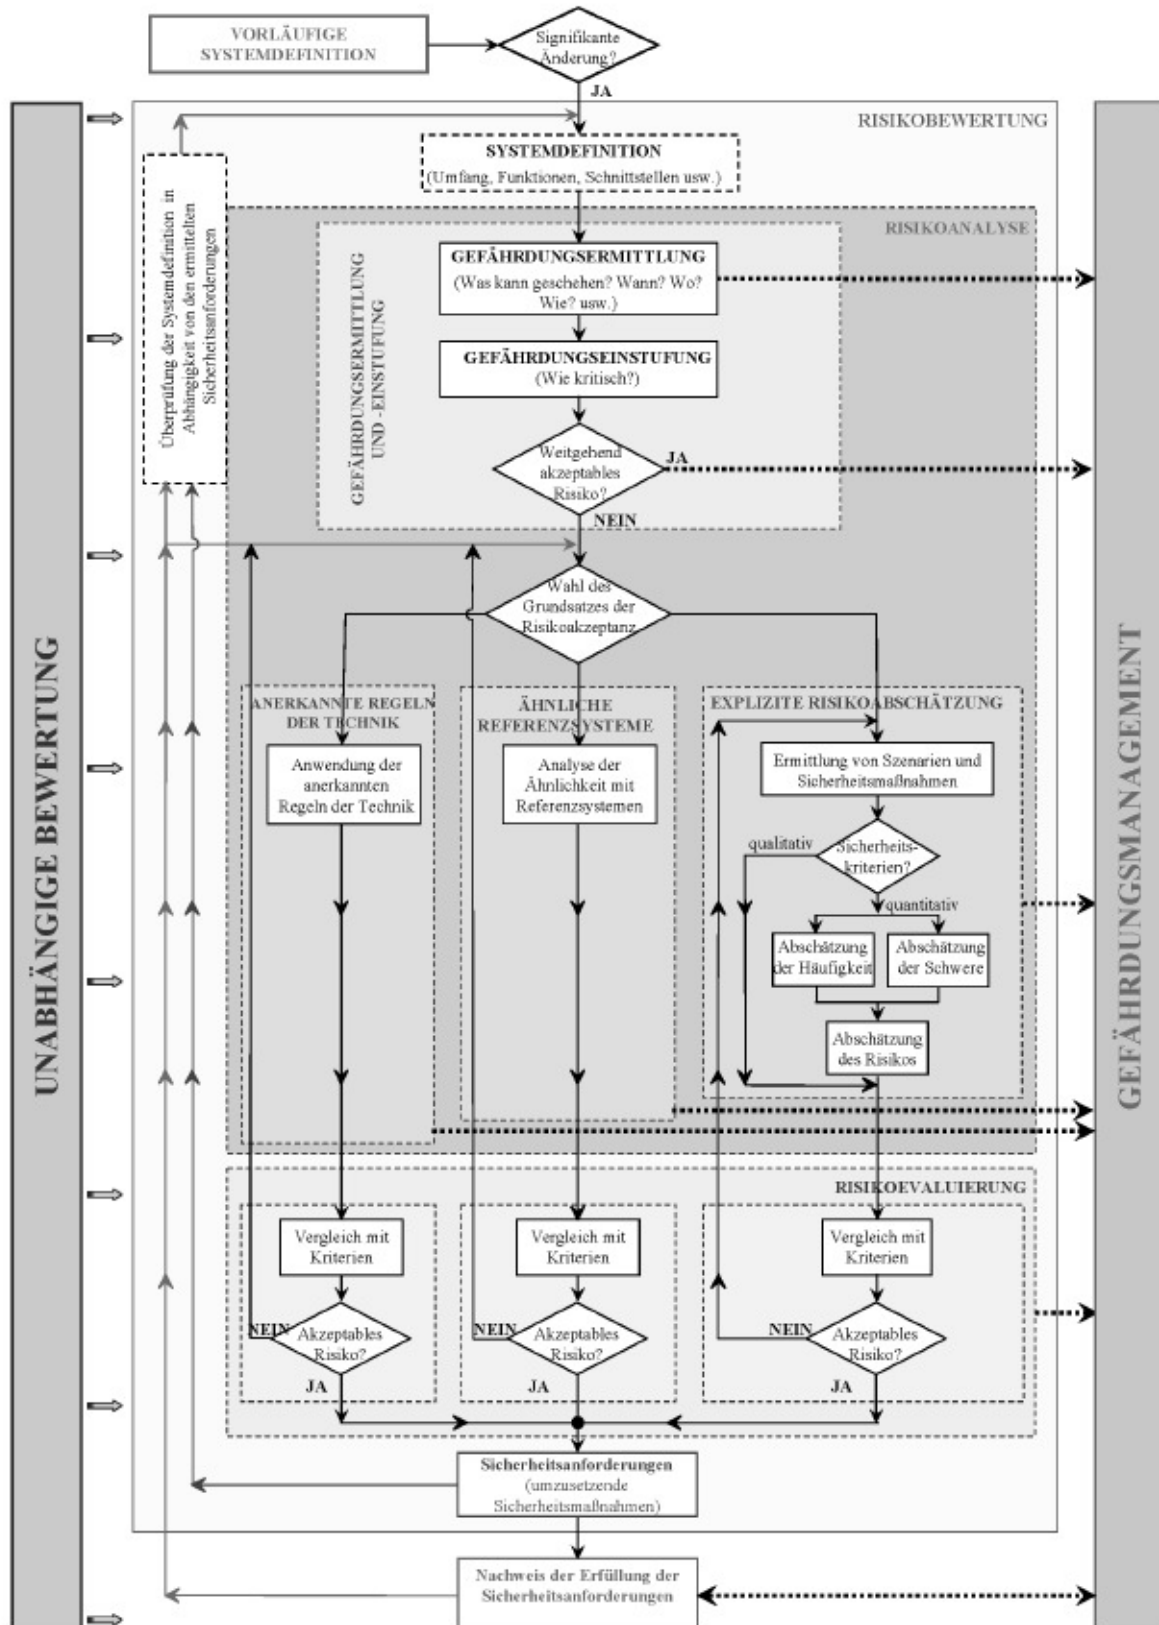 VORLÄUFIGE
SYSTEMDEFINITION
Signifikante
Änderung?
JA
RISIKOBEWERTUNG
SYSTEMDEFINITION
(Umfang, Funktionen, Schnittstellen usw.)
Überprüfung der Systemdefinition in
Abhängigkeit von den ermittelten
Sicherheitsanforderungen
RISIKOANALYSE
GEFÄHRDUNGSERMITTLUNG
UND -EINSTUFUNG
GEFÄHRDUNGSERMITTLUNG
(Was kann geschehen? Wann? Wo?
Wie? usw.)
GEFÄHRDUNGSEINSTUFUNG
(Wie kritisch?)
Weitgehend
akzeptables
Risiko?
JA
NEIN
Wahl des
Grundsatzes der
Risikoakzeptanz
UNABHÄNGIGE BEWERTUNG
GEFÄHRDUNGSMANAGEMENT
ANERKANNTE REGELN
DER TECHNIK
Anwendung der
anerkannten
Regeln der Technik
ÄHNLICHE
REFERENZSYSTEME
Analyse der
Ähnlichkeit mit
Referenzsystemen
EXPLIZITE RISIKOABSCHÄTZUNG
Ermittlung von Szenarien und
Sicherheitsmaßnahmen
qualitativ
Sicherheits-
kriterien?
quantitativ
Abschätzung
der Häufigkeit
Abschätzung
der Schwere
Abschätzung
des Risikos
RISIKOEVALUIERUNG
Vergleich mit
Kriterien
NEIN
Akzeptables
Risiko?
JA
Vergleich mit
Kriterien
NEIN
Akzeptables
Risiko?
JA
Vergleich mit
Kriterien
NEIN
Akzeptables
Risiko?
JA
Sicherheitsanforderungen
(umzusetzende
Sicherheitsmaßnahmen)
Nachweis der Erfüllung der
Sicherheitsanforderungen